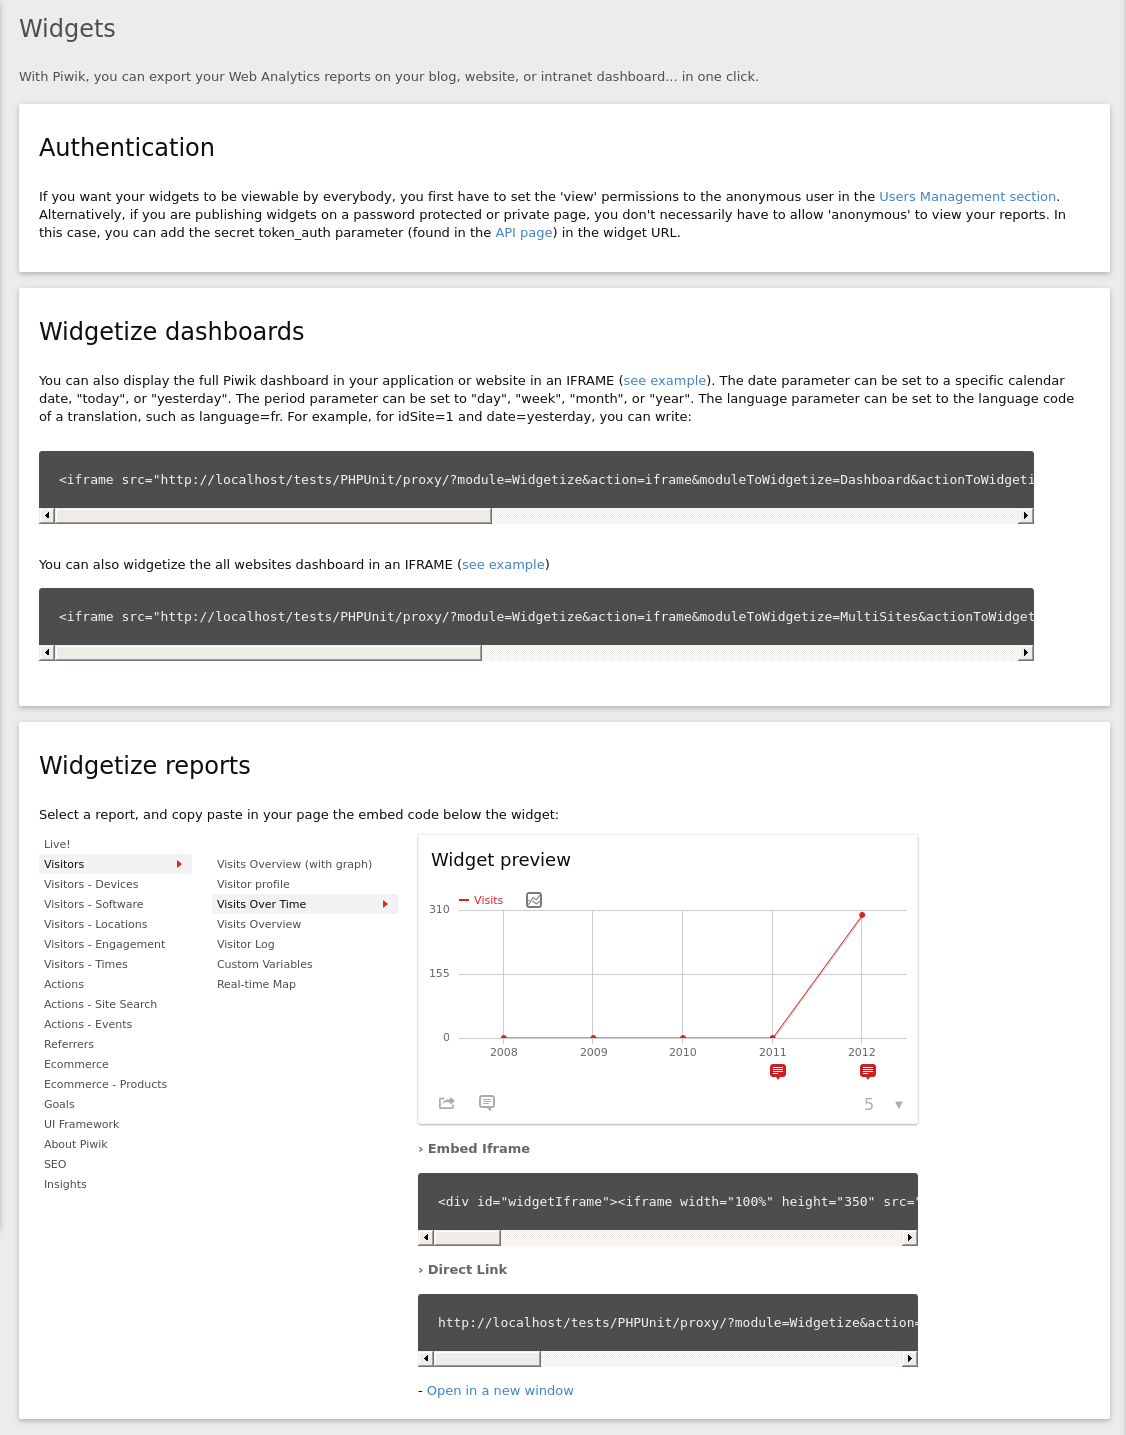 Widgets
With Piwik, you can export your Web Analytics reports on your blog, website, or intranet dashboard... in one click.
Authentication
If you want your widgets to be viewable by everybody, you first have to set the 'view' permissions to the anonymous user in the Users Management section.
Alternatively, if you are publishing widgets on a password protected or private page, you don't necessarily have to allow 'anonymous' to view your reports. In
this case, you can add the secret token_auth parameter (found in the API page) in the widget URL.
Widgetize dashboards
You can also display the full Piwik dashboard in your application or website in an IFRAME (see example). The date parameter can be set to a specific calendar
date, "today", or "yesterday". The period parameter can be set to "day", "week", "month", or "year". The language parameter can be set to the language code
of a translation, such as language=fr. For example, for idSite=1 and date=yesterday, you can write:
<iframe src="http://localhost/tests/PHPUnit/proxy/?module=Widgetize&action=iframe&moduleToWidgetize=Dashboard&actionToWidgeti
You can also widgetize the all websites dashboard in an IFRAME (see example)
<iframe src="http://localhost/tests/PHPUnit/proxy/?module=Widgetize&action=iframe&moduleToWidgetize=MultiSites&actionToWidget
Widgetize reports
Select a report, and copy paste in your page the embed code below the widget:
Live!
Visitors
Visitors - Devices
Visitors - Software
Visitors - Locations
Visitors - Engagement
Visitors - Times
Actions
Actions - Site Search
Actions - Events
Referrers
Ecommerce
Ecommerce - Products
Goals
UI Framework
About Piwik
SEO
Insights
Visits Overview (with graph)
Visitor profile
Visits Over Time
Visits Overview
Visitor Log
Custom Variables
Real-time Map
Widget preview
Visits
310
155
0
2008 2009 2010 2011 2012
5
› Embed Iframe
<div id="widgetIframe"><iframe width="100%" height="350" src="
› Direct Link
http://localhost/tests/PHPUnit/proxy/?module=Widgetize&action=
- Open in a new window